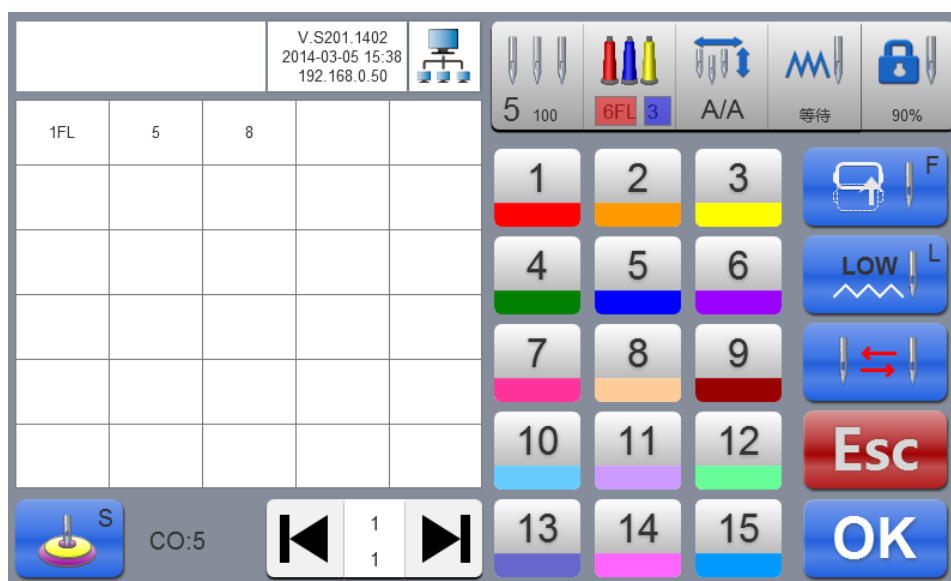 V.S201.1402
2014-03-05 15:38
192.168.0.50
5 100
6FL 3
A/A
等待
90%
1FL 5 8
1 2 3
F
4 5 6
LOW L
7 8 9
10 11 12
Esc
S
CO:5
1
1
13 14 15
OK